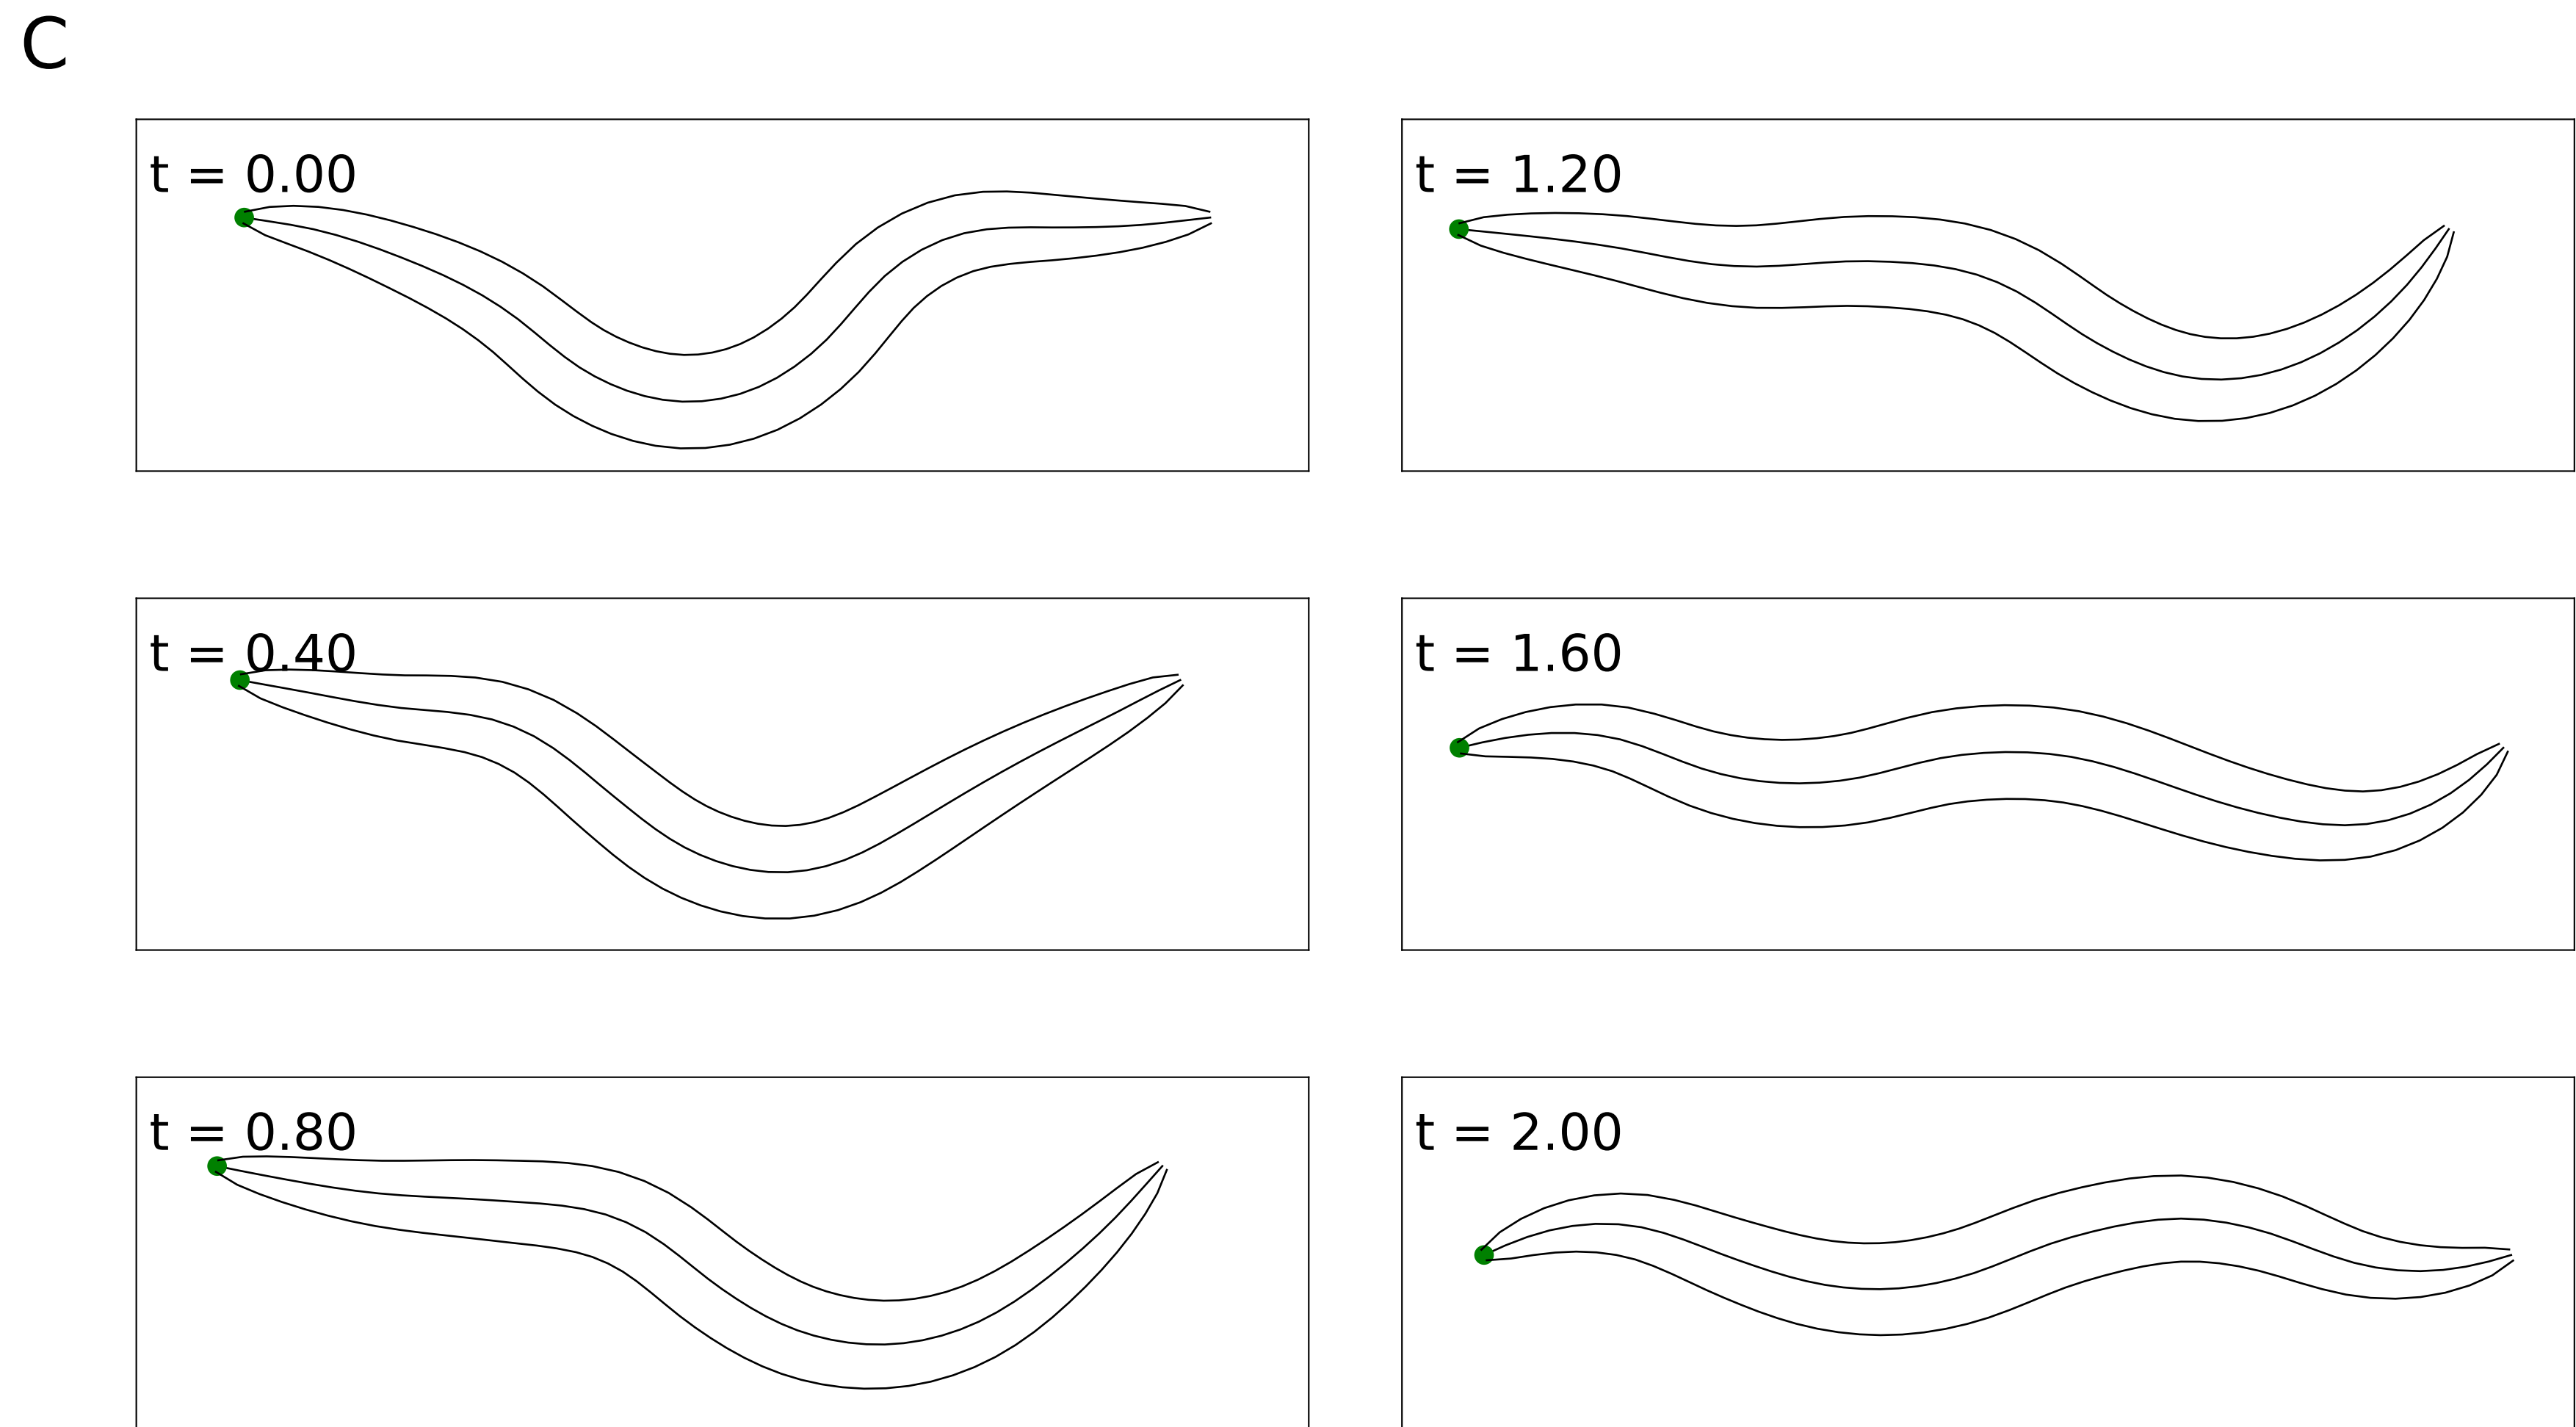 C
t = 0.00
t = 1.20
t = 0.40
t = 1.60
t = 0.80
t = 2.00